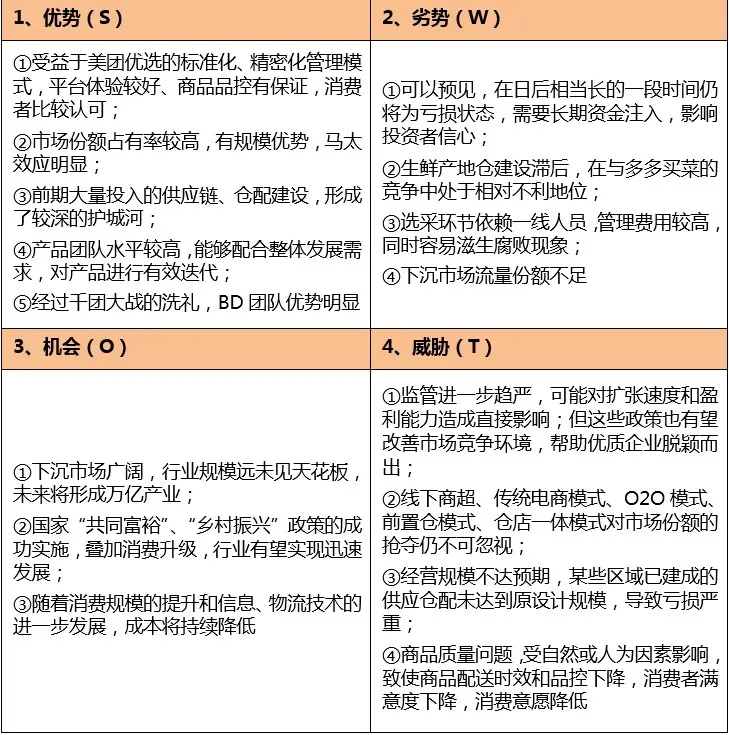 1、优势（S）
①受益于美团优选的标准化、精密化管理模
式，平台体验较好、商品品控有保证，消费
者比较认可；
②市场份额占有率较高，有规模优势，马太
效应明显；
③前期大量投入的供应链、仓配建设，形成
了较深的护城河；
④产品团队水平较高，能够配合整体发展需
求，对产品进行有效迭代；
⑤经过千团大战的洗礼，BD 团队优势明显
2、劣势（W）
①可以预见，在日后相当长的一段时间仍
将为亏损状态，需要长期资金注入，影响
投资者信心；
②生鲜产地仓建设滞后，在与多多买菜的
竞争中处于相对不利地位；
③选采环节依赖一线人员，管理费用较高，
同时容易滋生腐败现象；
④下沉市场流量份额不足
3、机会（O）
①下沉市场广阔，行业规模远未见天花板，
未来将形成万亿产业；
②国家“共同富裕”、“乡村振兴”政策的成
功实施，叠加消费升级，行业有望实现迅速
发展；
③随着消费规模的提升和信息、物流技术的
进一步发展，成本将持续降低
4、威胁（T）
①监管进一步趋严，可能对扩张速度和盈
利能力造成直接影响；但这些政策也有望
改善市场竞争环境，帮助优质企业脱颖而
出；
②线下商超、传统电商模式、O2O 模式、
前置仓模式、仓店一体模式对市场份额的
抢夺仍不可忽视；
③经营规模不达预期，某些区域已建成的
供应仓配未达到原设计规模，导致亏损严
重；
④商品质量问题，受自然或人为因素影响，
致使商品配送时效和品控下降，消费者满
意度下降，消费意愿降低